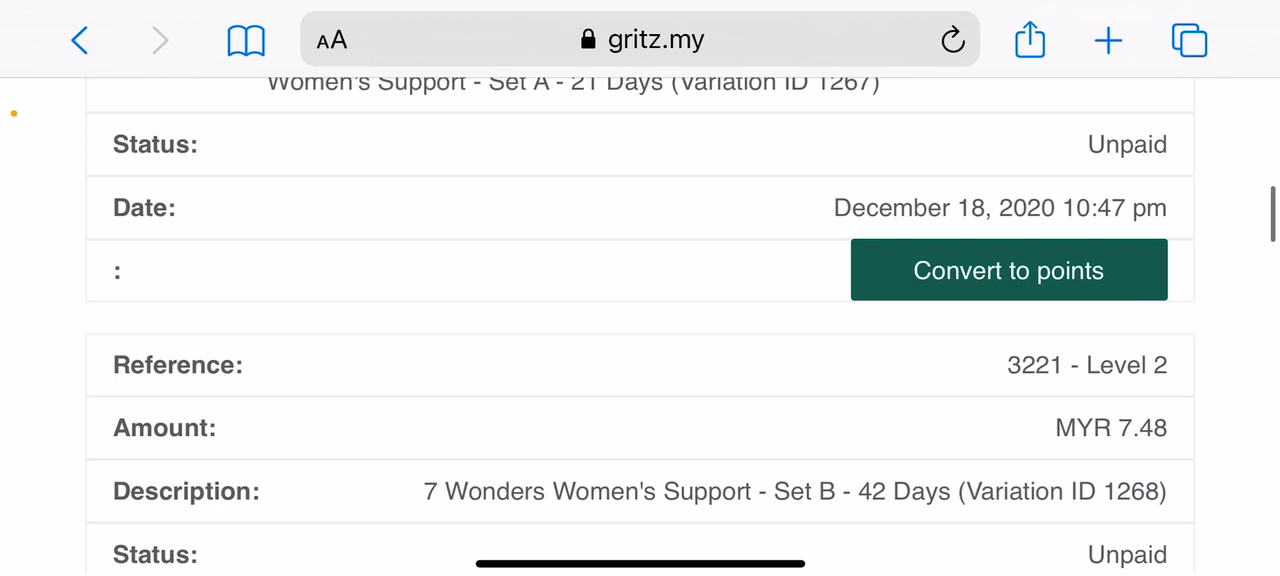 AA gritz.my
Women's Support - Set A - 21 Days (Variation ID 1267)
Status: Unpaid
Date: December 18, 2020 10:47 pm
: Convert to points
Reference: 3221 - Level 2
Amount: MYR 7.48
Description: 7 Wonders Women's Support - Set B - 42 Days (Variation ID 1268)
Status: Unpaid